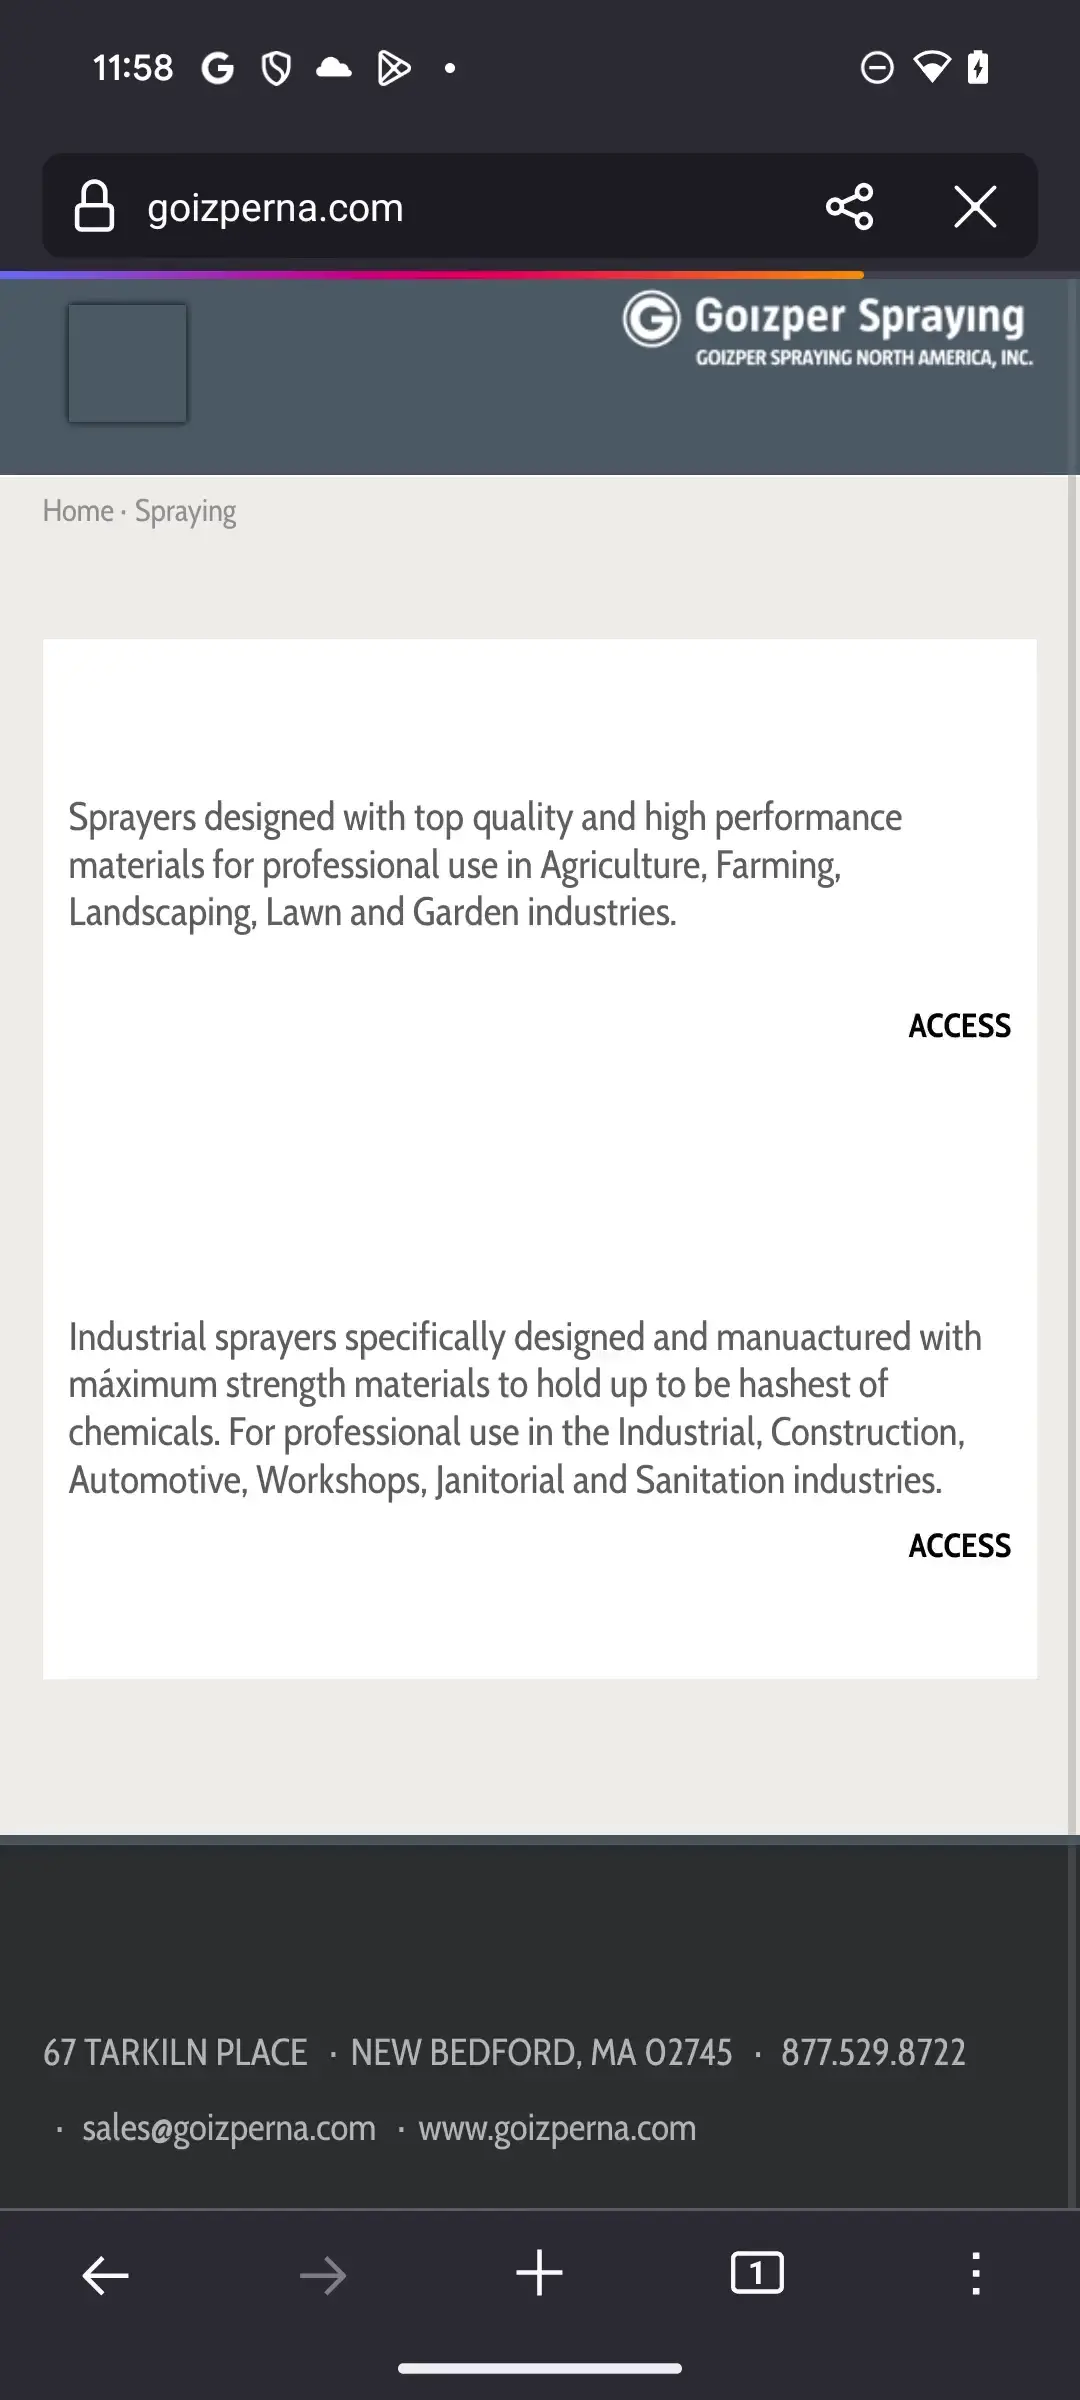 11:58
goizperna.com
Goizper Spraying
GOIZPER SPRAYING NORTH AMERICA, INC.
Home · Spraying
Sprayers designed with top quality and high performance
materials for professional use in Agriculture, Farming,
Landscaping, Lawn and Garden industries.
ACCESS
Industrial sprayers specifically designed and manuactured with
máximum strength materials to hold up to be hashest of
chemicals. For professional use in the Industrial, Construction,
Automotive, Workshops, Janitorial and Sanitation industries.
ACCESS
67 TARKILN PLACE · NEW BEDFORD, MA 02745 · 877.529.8722
· sales@goizperna.com · www.goizperna.com
1